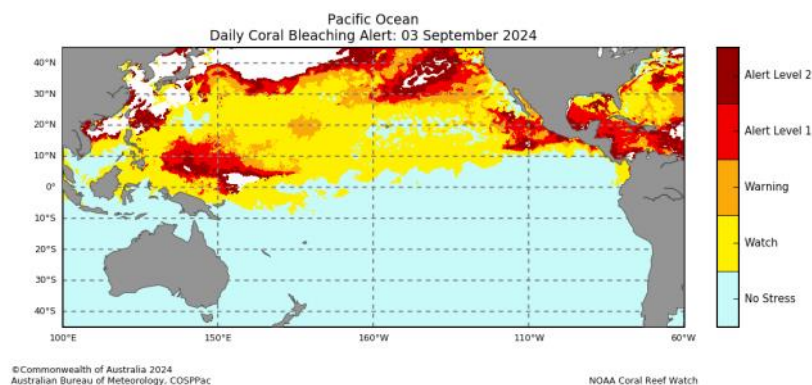 Pacific Ocean
Daily Coral Bleaching Alert: 03 September 2024
40°N
30°N
20°N
10°N
0°
10°S
20°S
30°S
40°S
100°E
150°E
160°W
110°W
60°W
Alert Level 2
Alert Level 1
Warning
Watch
No Stress
©Commonwealth of Australia 2024
Australian Bureau of Meteorology, COSPPac
NOAA Coral Reef Watch